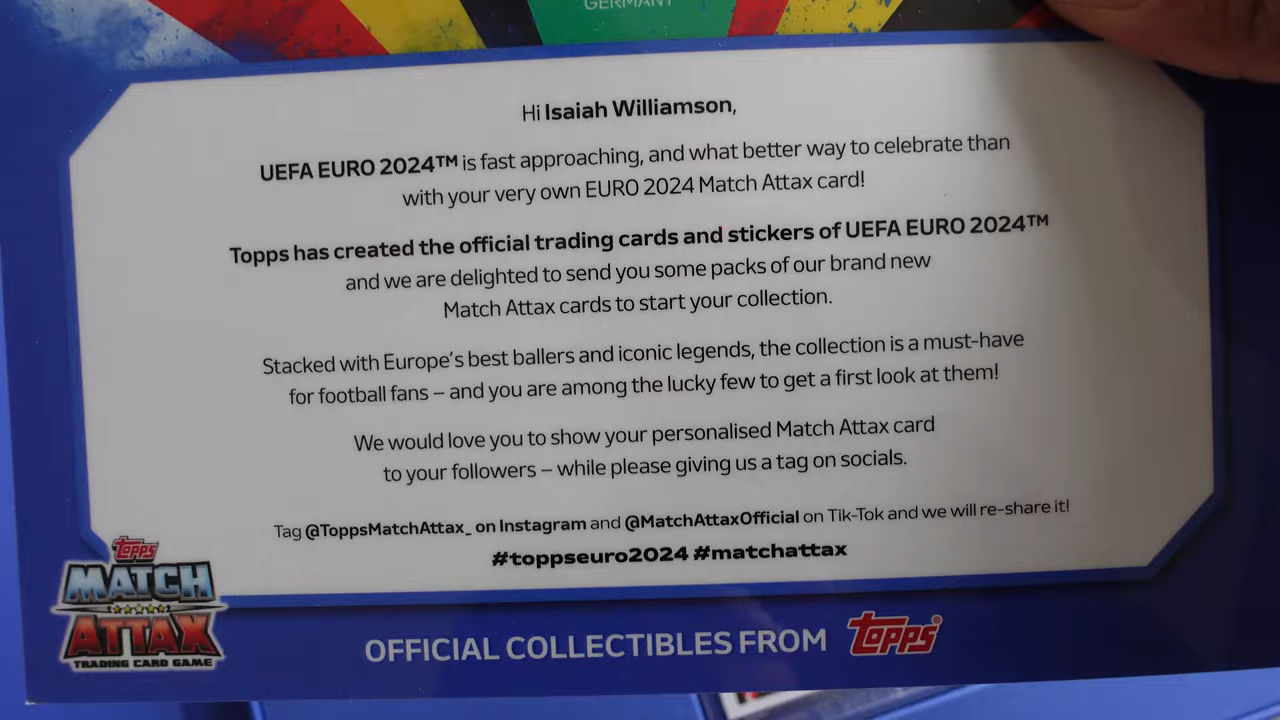 GERMANY
Hi Isaiah Williamson,
UEFA EURO 2024™ is fast approaching, and what better way to celebrate than
with your very own EURO 2024 Match Attax card!
Topps has created the official trading cards and stickers of UEFA EURO 2024™
and we are delighted to send you some packs of our brand new
Match Attax cards to start your collection.
Stacked with Europe's best ballers and iconic legends, the collection is a must-have
for football fans – and you are among the lucky few to get a first look at them!
We would love you to show your personalised Match Attax card
to your followers – while please giving us a tag on socials.
Tag @ToppsMatchAttax_ on Instagram and @MatchAttaxOfficial on Tik-Tok and we will re-share it!
#toppseuro2024 #matchattax
topps
MATCH
ATTAX
TRADING CARD GAME
OFFICIAL COLLECTIBLES FROM topps®